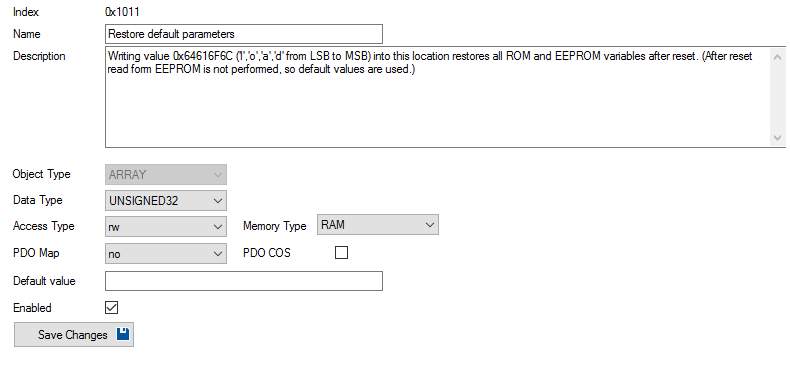 Index 0x1011
Name Restore default parameters
Description Writing value 0x64616F6C ('l','o','a','d' from LSB to MSB) into this location restores all ROM and EEPROM variables after reset. (After reset
read form EEPROM is not performed, so default values are used.)
Object Type ARRAY
Data Type UNSIGNED32
Access Type rw Memory Type RAM
PDO Map no PDO COS
Default value
Enabled
Save Changes